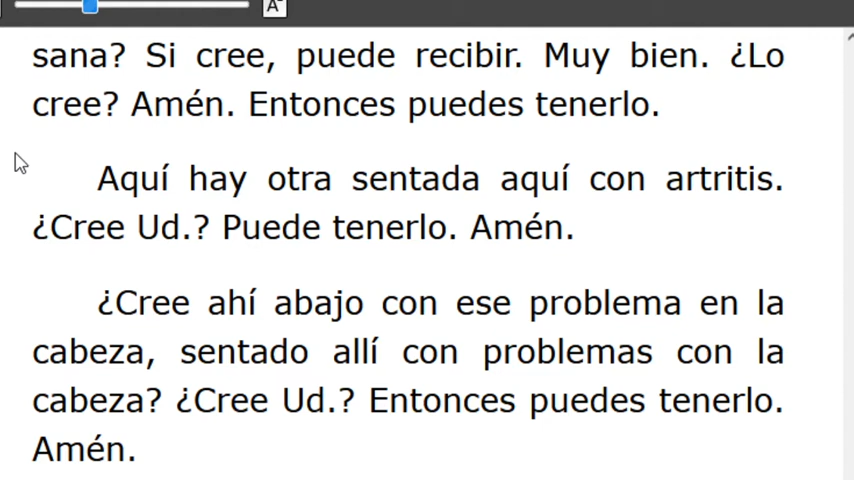 A
sana? Si cree, puede recibir. Muy bien. ¿Lo
cree? Amén. Entonces puedes tenerlo.
Aquí hay otra sentada aquí con artritis.
¿Cree Ud.? Puede tenerlo. Amén.
¿Cree ahí abajo con ese problema en la
cabeza, sentado allí con problemas con la
cabeza? ¿Cree Ud.? Entonces puedes tenerlo.
Amén.